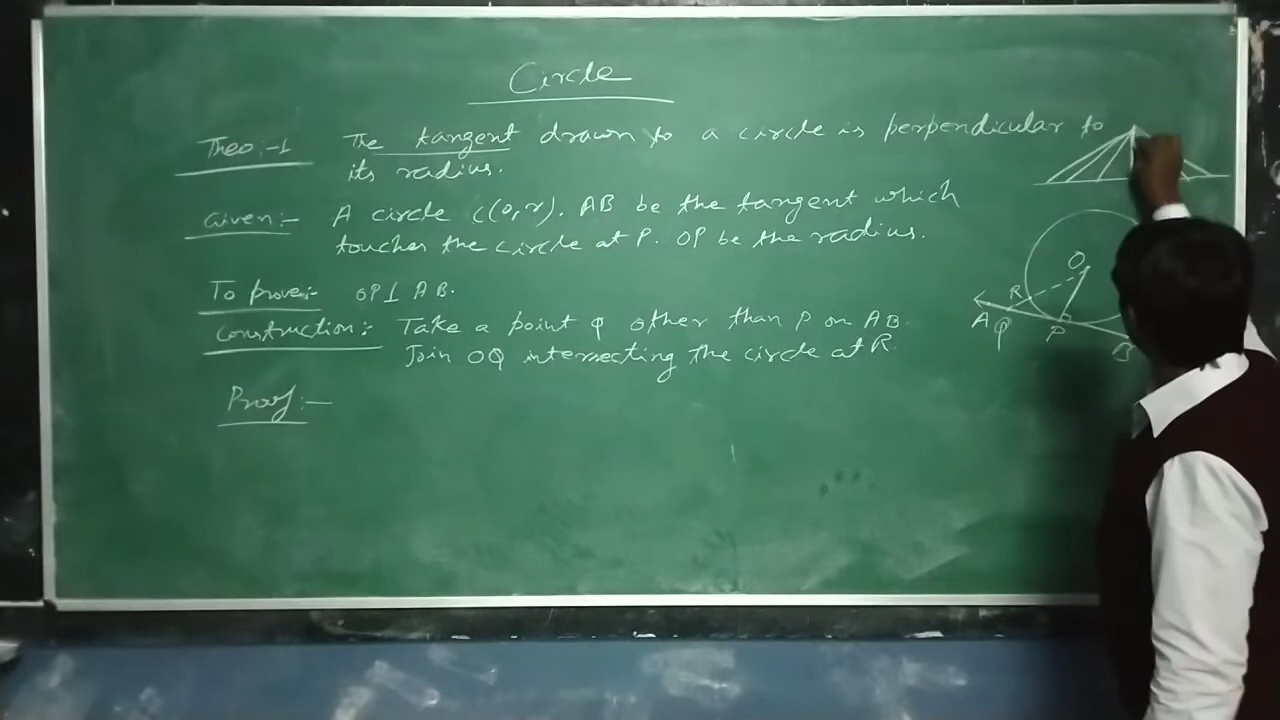 Circle
Theo:-1 The tangent drawn to a circle is perpendicular to
its radius.
Given:- A circle C(O,r). AB be the tangent which
touches the circle at P. OP be the radius.
To prove:- OP⊥AB.
Construction:- Take a point Q other than P on AB.
Join OQ intersecting the circle at R.
Proof:-
O
R
A Q P B